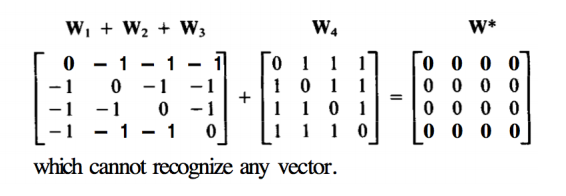 W₁ + W₂ + W₃ W₄ W*
0 - 1 - 1 - 1 0 1 1 1 0 0 0 0
-1 0 -1 -1 1 0 1 1 0 0 0 0
+ =
-1 -1 0 -1 1 1 0 1 0 0 0 0
-1 - 1 - 1 0 1 1 1 0 0 0 0 0
which cannot recognize any vector.